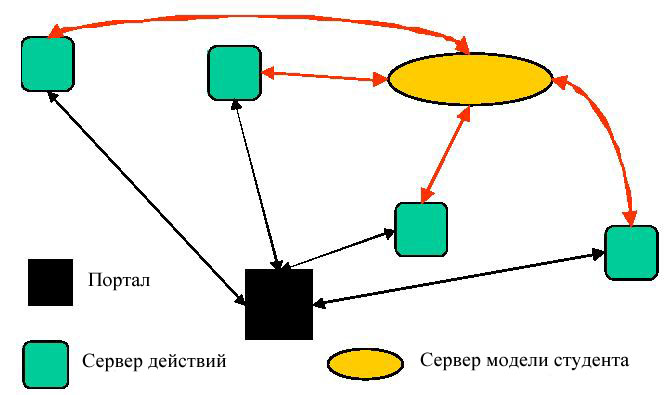 Портал
Сервер действий
Сервер модели студента